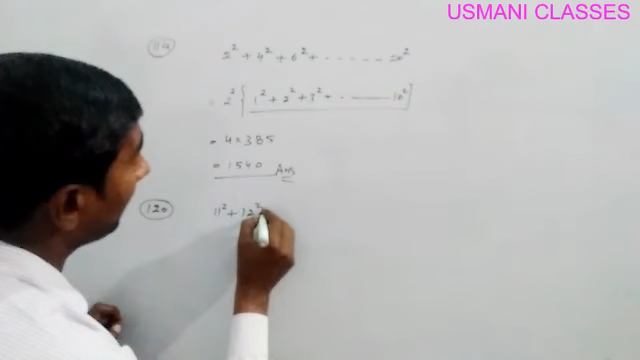 USMANI CLASSES
119 2² + 4² + 6² + - - - - - - 20²
= 2² { 1² + 2² + 3² + - ——— 10² }
= 4 × 385
= 1540 Ans
120 11² + 12²